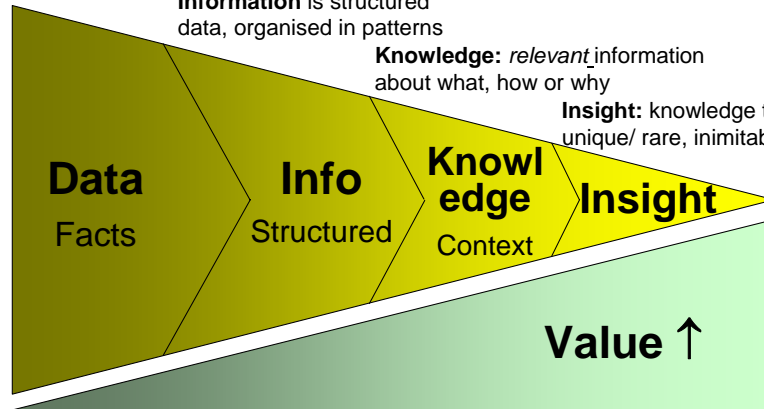 Information is structured
data, organised in patterns
Knowledge: relevant information
about what, how or why
Insight: knowledge
unique/ rare,
Data
Facts
Info
Structured
Knowl
edge
Context
Insight
Value ↑